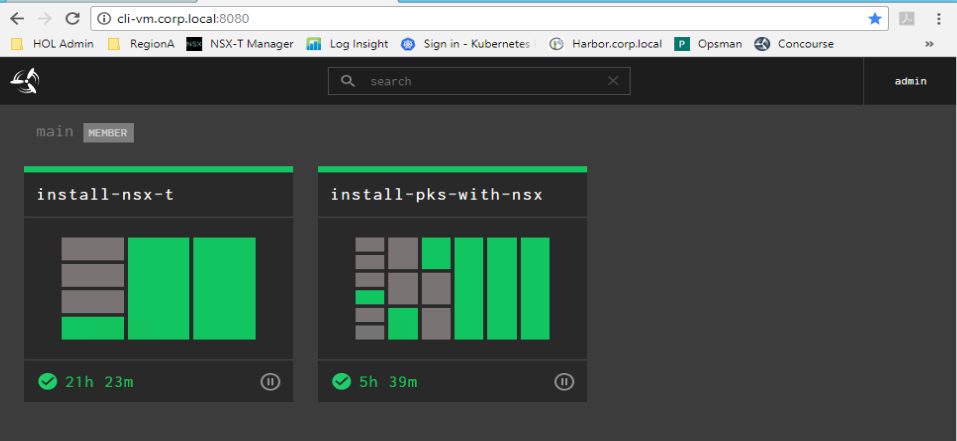 cli-vm.corp.local:8080
HOL Admin RegionA NSX NSX-T Manager Log Insight Sign in - Kubernetes Harbor.corp.local P Opsman Concourse »
search admin
main MEMBER
install-nsx-t install-pks-with-nsx
21h 23m 5h 39m